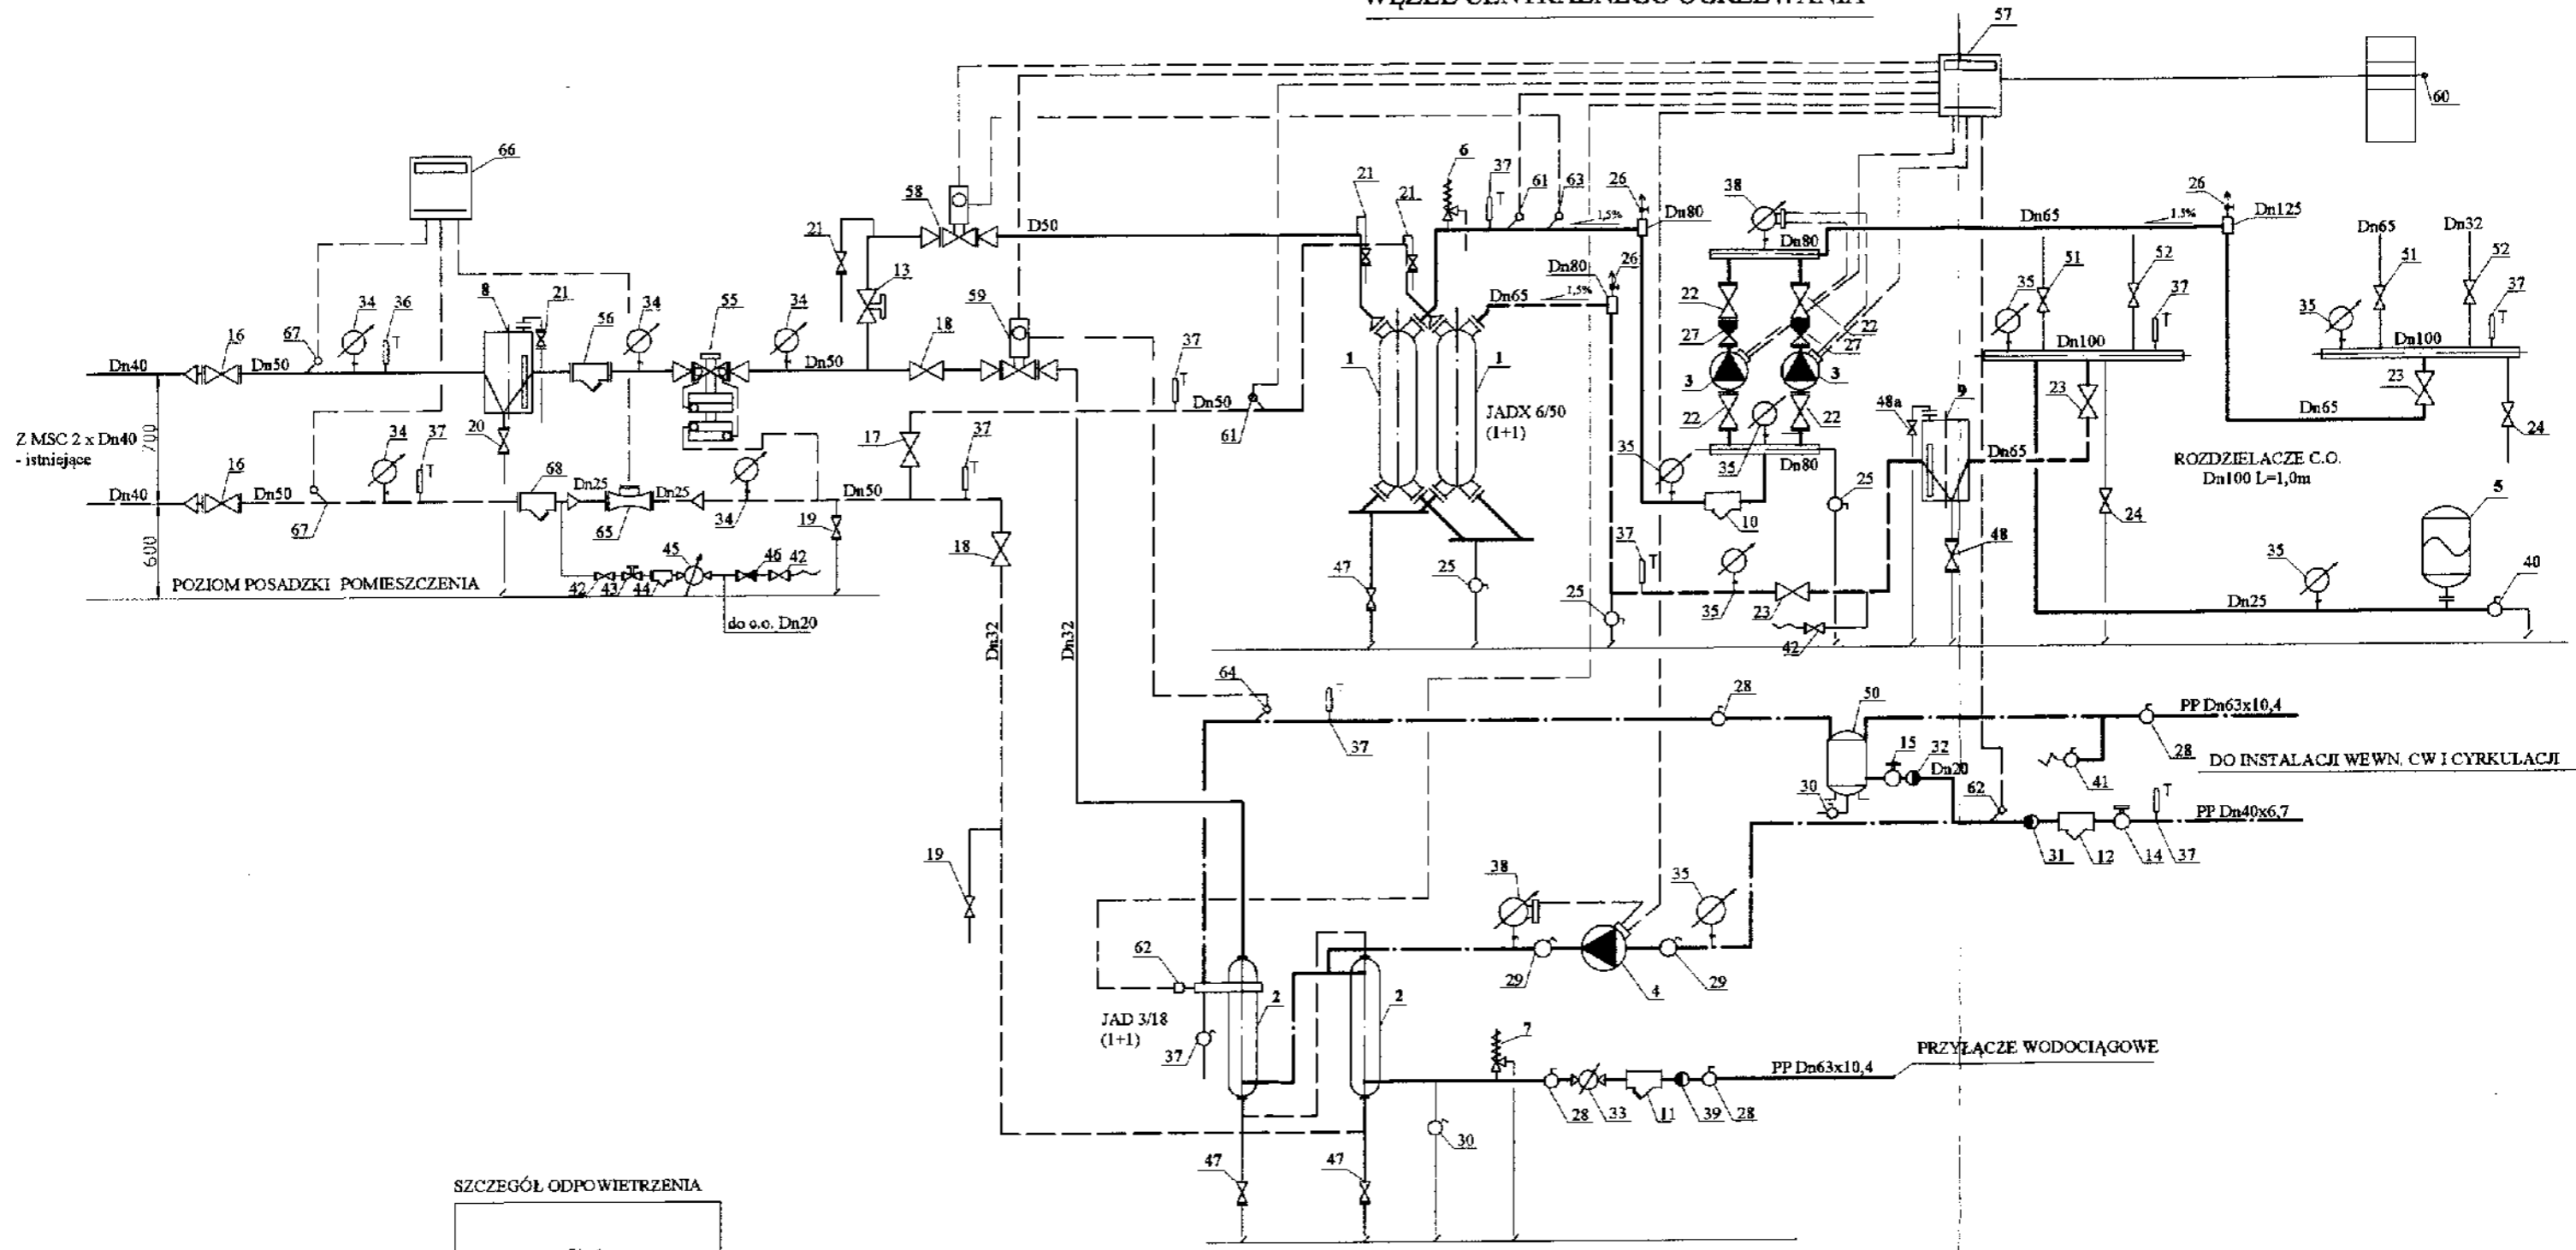 57
60
66
58
21
13
D50
21
21
6
37
T
61
63
1,5%
26
Dn80
38
Dn65
1,5%
26
Dn125
Dn65
Dn32
51
52
35
51
52
37
T
35
37
T
34
36
T
8
21
56
34
55
34
59
18
Dn80
26
Dn65
1,5%
Dn80
22
22
27
27
3
3
Dn100
Dn100
Dn40
16
Dn50
67
Dn50
1
1
37
T
Dn50
61
JADX 6/50
(1+1)
22
22
35
Dn80
48a
9
23
23
Dn65
Dn65
24
Z MSC 2 x Dn40
- istniejące
700
20
34
37
T
17
37
T
ROZDZIELACZE C.O.
Dn100 L=1,0m
Dn40
16
Dn50
67
68
Dn25
65
Dn25
34
Dn50
19
18
35
10
25
24
5
600
45
46
42
42
43
44
POZIOM POSADZKI POMIESZCZENIA
do c.o. Dn20
47
25
25
37
T
35
23
42
48
35
40
Dn25
Dn32
Dn32
64
T
37
28
50
PP Dn63x10,4
28
15
32
Dn20
41
DO INSTALACJI WEWN. CW I CYRKULACJI
30
62
T
PP Dn40x6,7
31
12
14
37
19
38
35
62
29
4
29
2
2
JAD 3/18
(1+1)
37
7
PRZYŁĄCZE WODOCIĄGOWE
PP Dn63x10,4
28
33
11
39
28
30
47
47
SZCZEGÓŁ ODPOWIETRZENIA